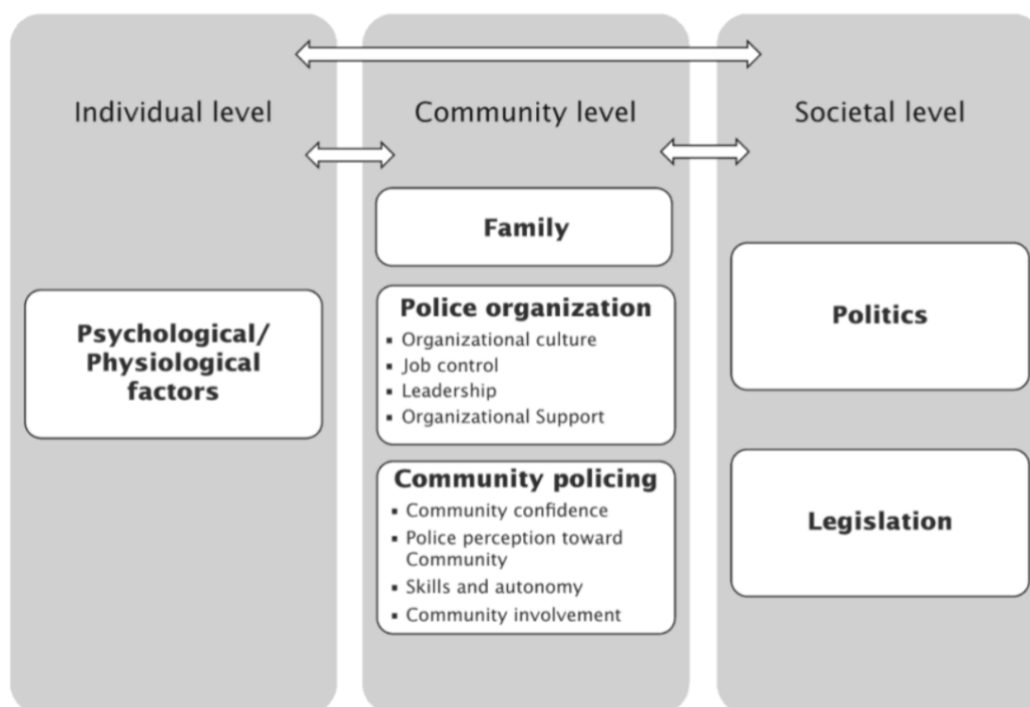 Individual level
Psychological/
Physiological
factors
Community level
Family
Police organization
▪ Organizational culture
▪ Job control
▪ Leadership
▪ Organizational Support
Community policing
▪ Community confidence
▪ Police perception toward
Community
▪ Skills and autonomy
▪ Community involvement
Societal level
Politics
Legislation